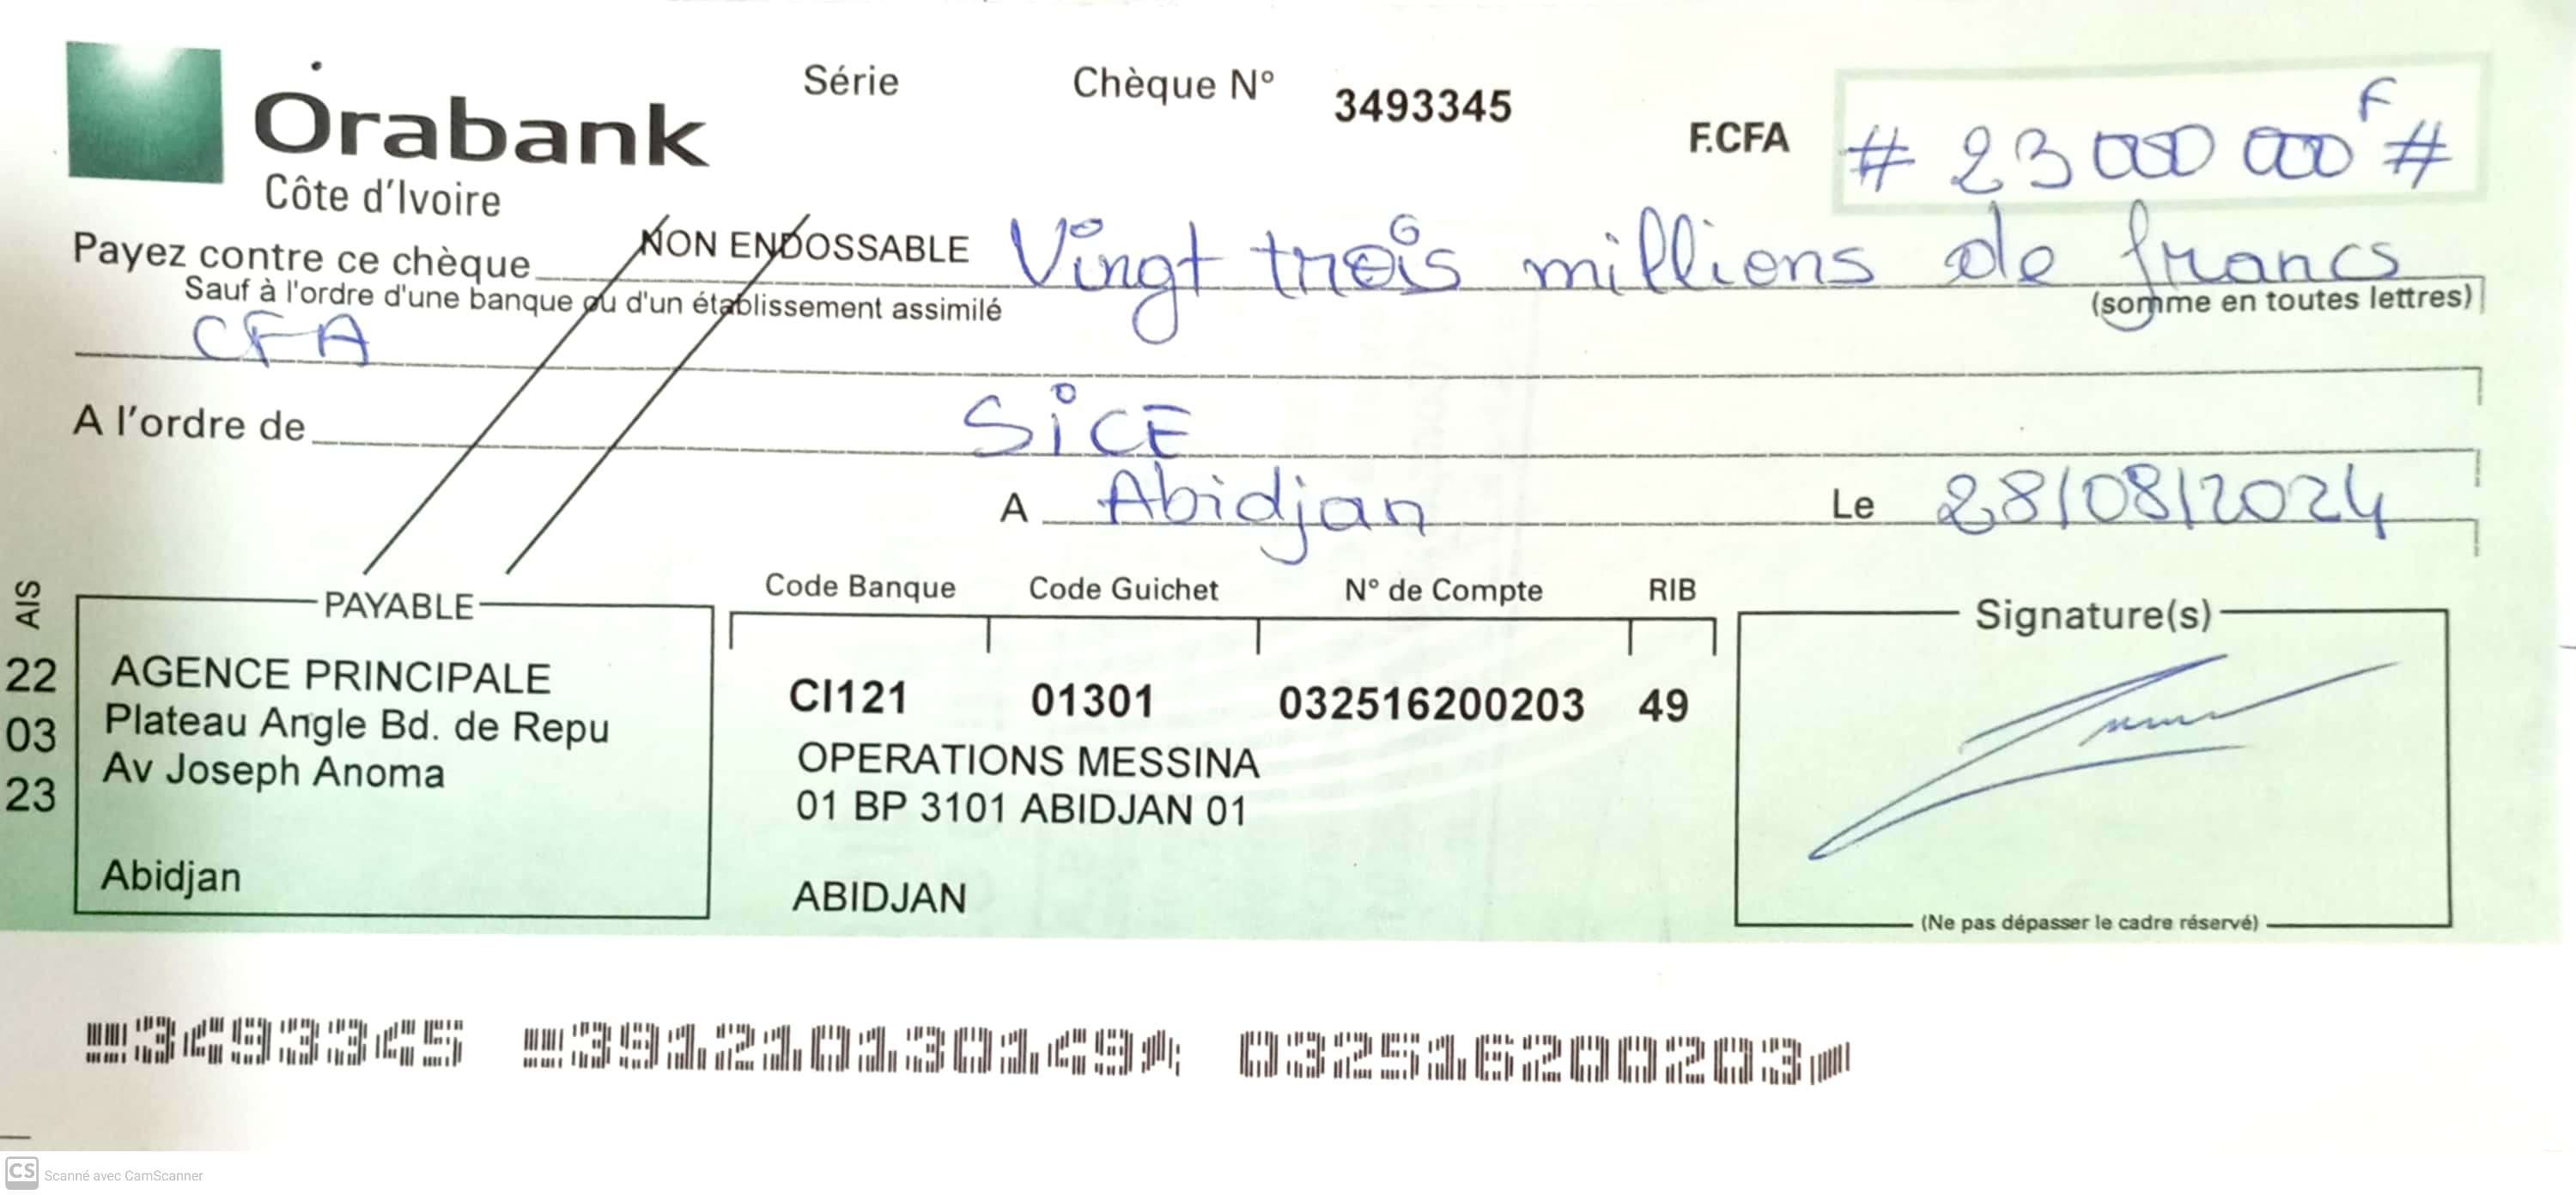 Orabank
Côte d'Ivoire
Série
Chèque N° 3493345
F.CFA # 23 000 000 F #
Payez contre ce chèque NON ENDOSSABLE Vingt trois millions de francs
Sauf à l'ordre d'une banque ou d'un établissement assimilé
(somme en toutes lettres)
CFA
A l'ordre de SiCE
A Abidjan Le 28/08/2024
AIS
22
03
23
PAYABLE
AGENCE PRINCIPALE
Plateau Angle Bd. de Repu
Av Joseph Anoma
Abidjan
Code Banque Code Guichet N° de Compte RIB
CI121 01301 032516200203 49
OPERATIONS MESSINA
01 BP 3101 ABIDJAN 01
ABIDJAN
Signature(s)
(Ne pas dépasser le cadre réservé)
3493345 391210130149 032516200203
CS Scanné avec CamScanner